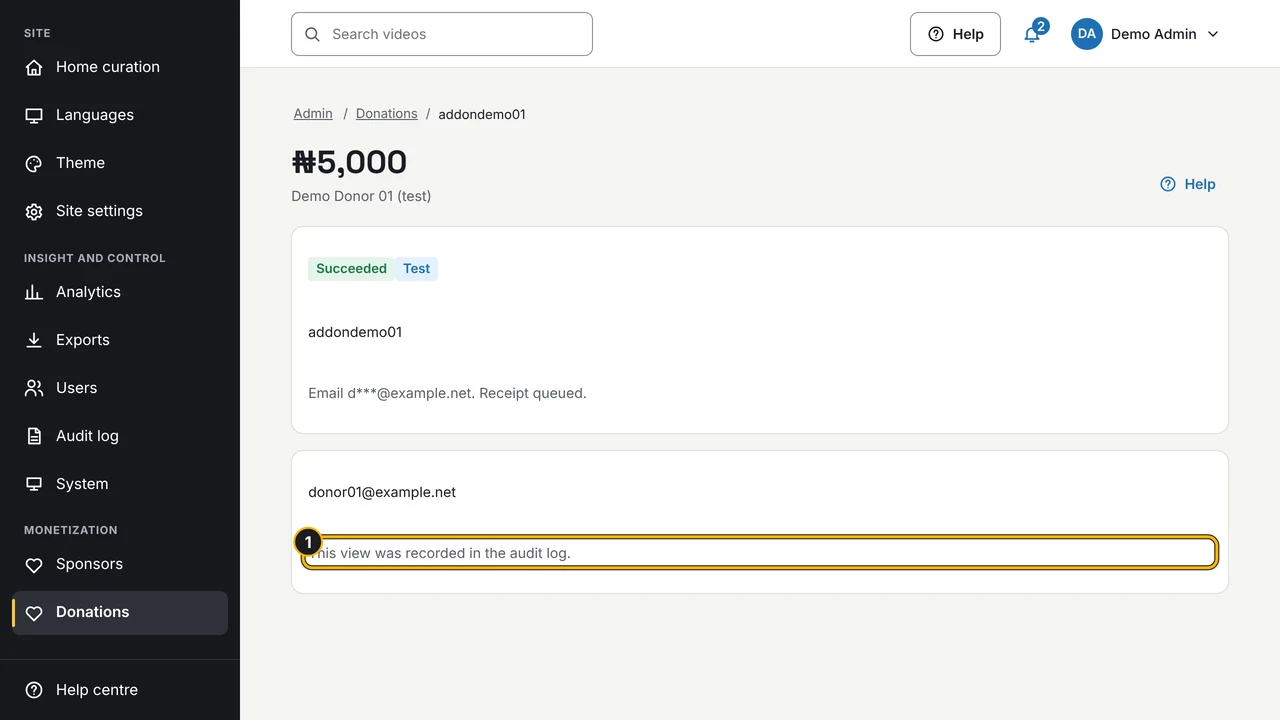 SITE
Home curation
Languages
Theme
Site settings
INSIGHT AND CONTROL
Analytics
Exports
Users
Audit log
System
MONETIZATION
Sponsors
Donations
Help centre
Search videos
Help
2
DA
Demo Admin
Admin / Donations / addondemo01
₦5,000
Demo Donor 01 (test)
Help
Succeeded Test
addondemo01
Email d***@example.net. Receipt queued.
donor01@example.net
1
This view was recorded in the audit log.